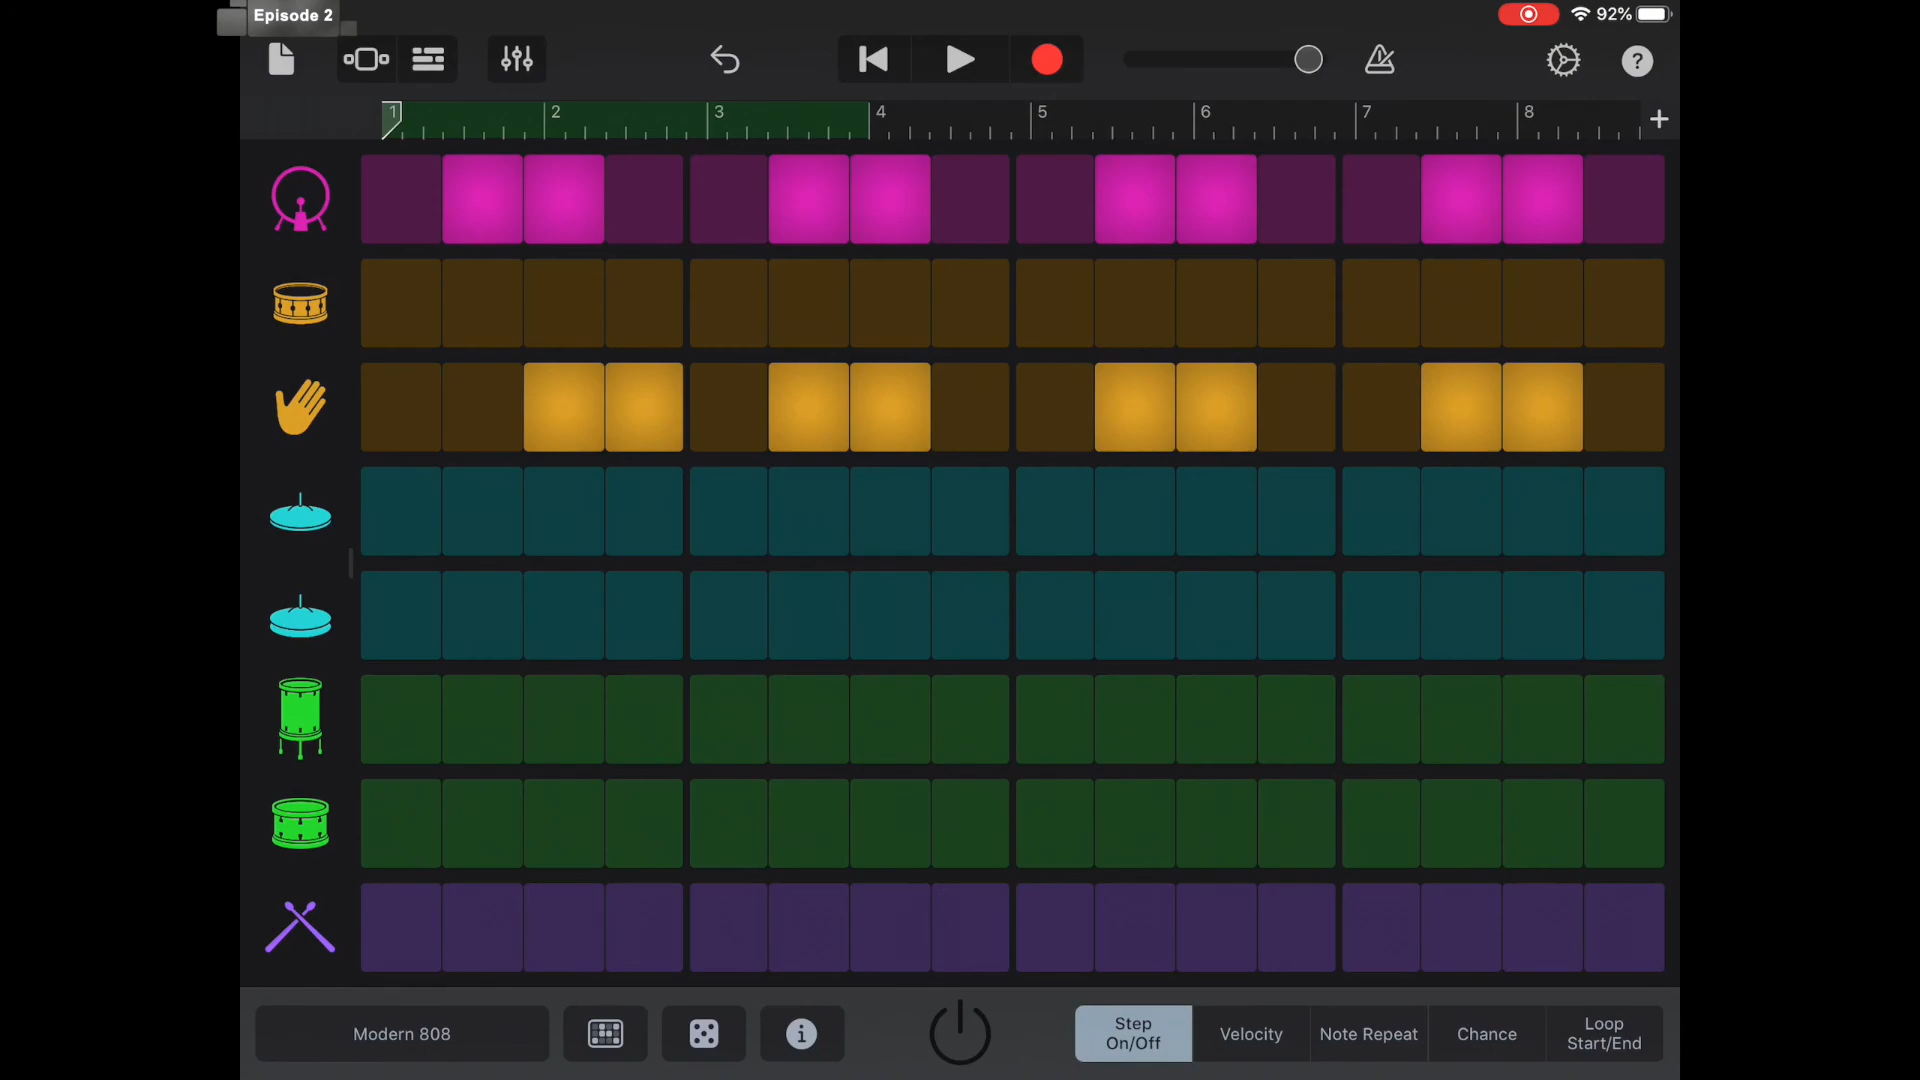 Episode 2
92%
?
1 2 3 4 5 6 7 8 +
Modern 808
i
Step
On/Off
Velocity
Note Repeat
Chance
Loop
Start/End